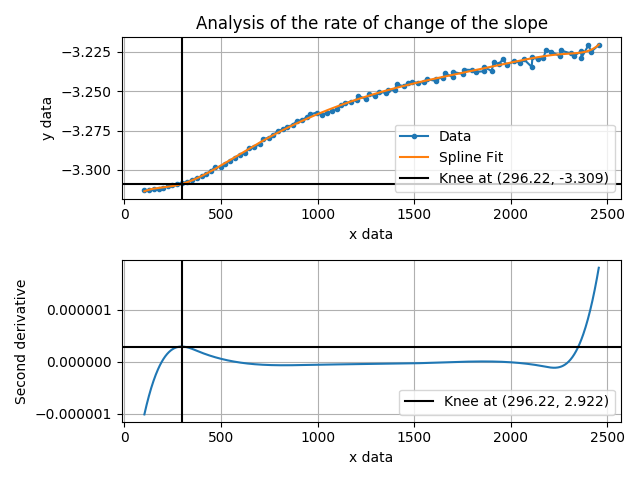 Analysis of the rate of change of the slope
y data
−3.225
−3.250
−3.275
−3.300
Data
Spline Fit
Knee at (296.22, -3.309)
0 500 1000 1500 2000 2500
x data
Second derivative
0.000001
0.000000
−0.000001
Knee at (296.22, 2.922)
0 500 1000 1500 2000 2500
x data